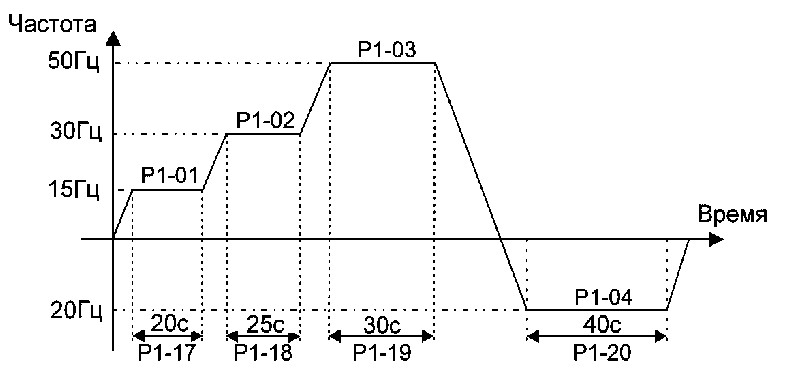 Частота
50Гц
P1-03
30Гц
P1-02
15Гц
P1-01
Время
20Гц
P1-04
20с
25с
30с
40с
P1-17
P1-18
P1-19
P1-20